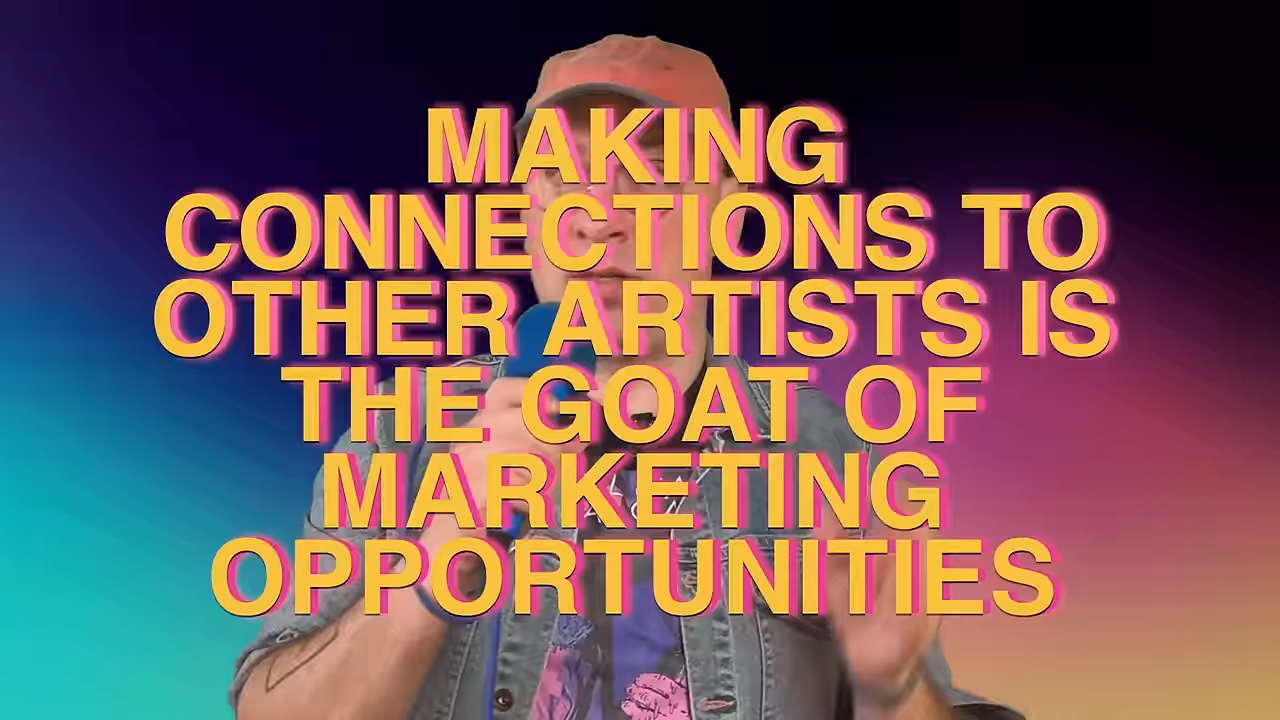 MAKING
CONNECTIONS TO
OTHER ARTISTS IS
THE GOAT OF
MARKETING
OPPORTUNITIES